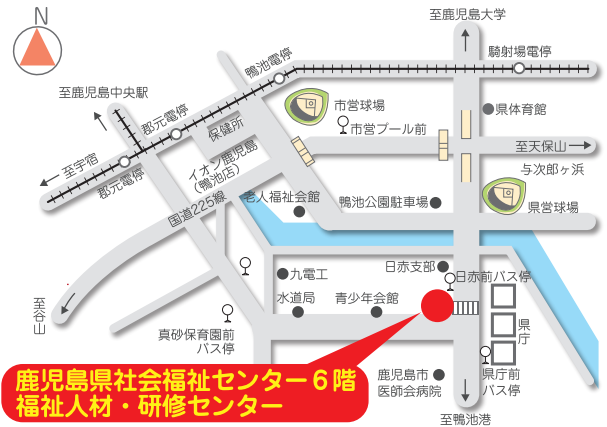 N
至鹿児島大学
騎射場電停
鴨池電停
至鹿児島中央駅
市営球場
県体育館
郡元電停
保健所
市営プール前
至天保山
イオン鹿児島
(鴨池店)
至宇宿
与次郎ヶ浜
郡元電停
国道225線
老人福祉会館
鴨池公園駐車場
県営球場
日赤支部
日赤前バス停
九電工
水道局
青少年会館
至谷山
真砂保育園前
バス停
県庁
鹿児島市
医師会病院
県庁前
バス停
鹿児島県社会福祉センター6階
福祉人材・研修センター
至鴨池港